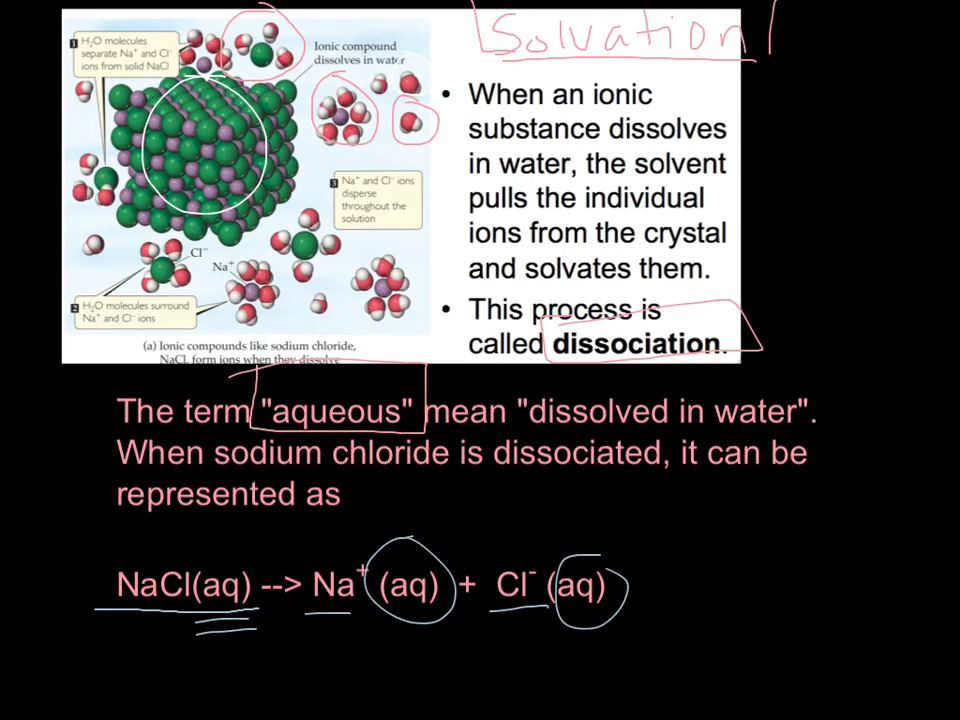 Solvation
1 H₂O molecules
separate Na⁺ and Cl⁻
ions from solid NaCl
Ionic compound
dissolves in water
3 Na⁺ and Cl⁻ ions
disperse
throughout the
solution
Cl⁻
Na⁺
2 H₂O molecules surround
Na⁺ and Cl⁻ ions
(a) Ionic compounds like sodium chloride,
NaCl, form ions when they dissolve
• When an ionic
substance dissolves
in water, the solvent
pulls the individual
ions from the crystal
and solvates them.
• This process is
called dissociation.
The term "aqueous" mean "dissolved in water".
When sodium chloride is dissociated, it can be
represented as
NaCl(aq) --> Na⁺ (aq) + Cl⁻ (aq)